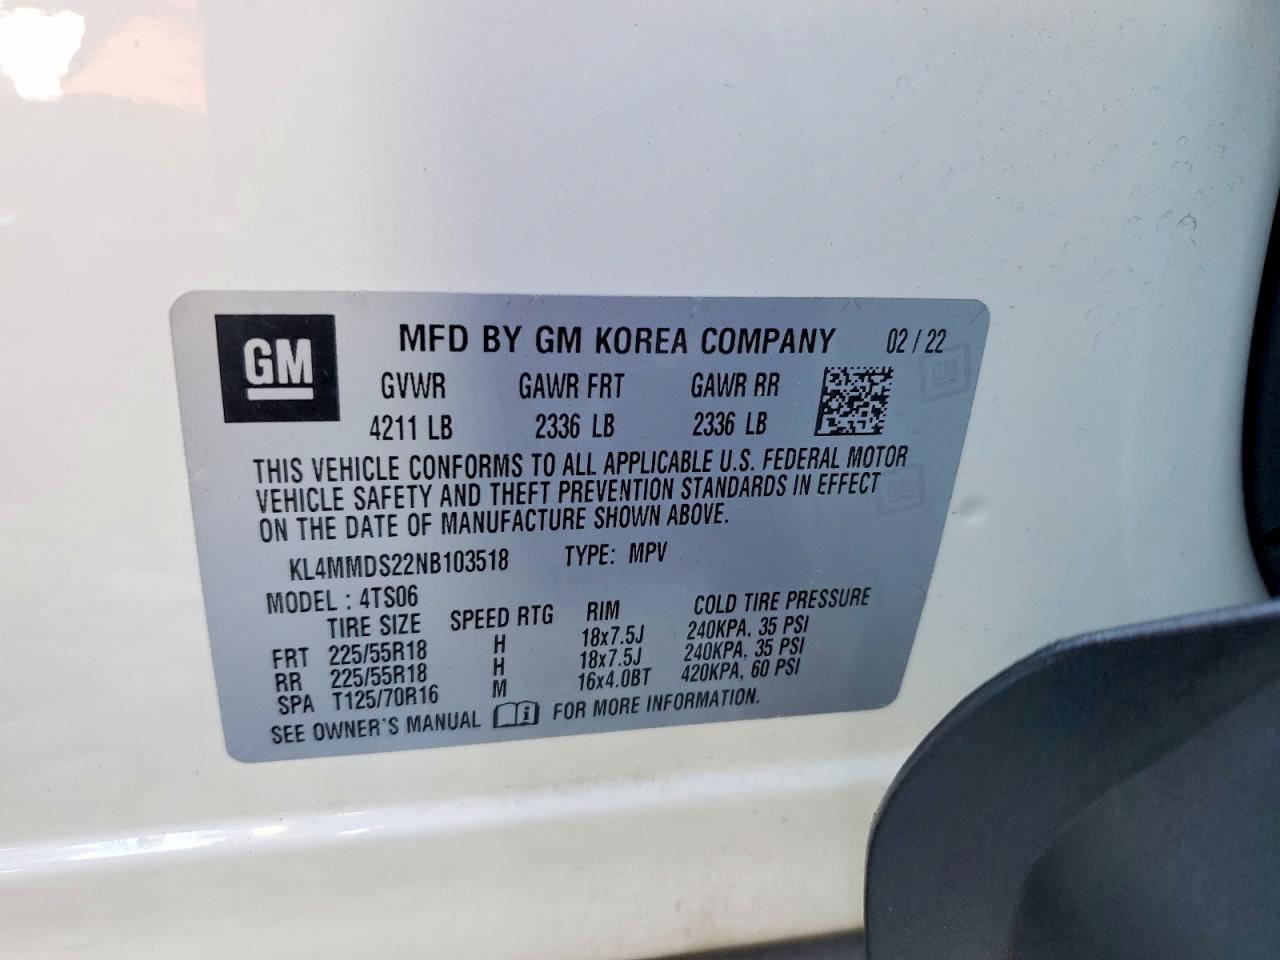 GM
MFD BY GM KOREA COMPANY 02 / 22
GVWR GAWR FRT GAWR RR
4211 LB 2336 LB 2336 LB
THIS VEHICLE CONFORMS TO ALL APPLICABLE U.S. FEDERAL MOTOR
VEHICLE SAFETY AND THEFT PREVENTION STANDARDS IN EFFECT
ON THE DATE OF MANUFACTURE SHOWN ABOVE.
KL4MMDS22NB103518 TYPE: MPV
MODEL : 4TS06
TIRE SIZE SPEED RTG RIM COLD TIRE PRESSURE
FRT 225/55R18 H 18x7.5J 240KPA, 35 PSI
RR 225/55R18 H 18x7.5J 240KPA, 35 PSI
SPA T125/70R16 M 16x4.0BT 420KPA, 60 PSI
SEE OWNER'S MANUAL FOR MORE INFORMATION.